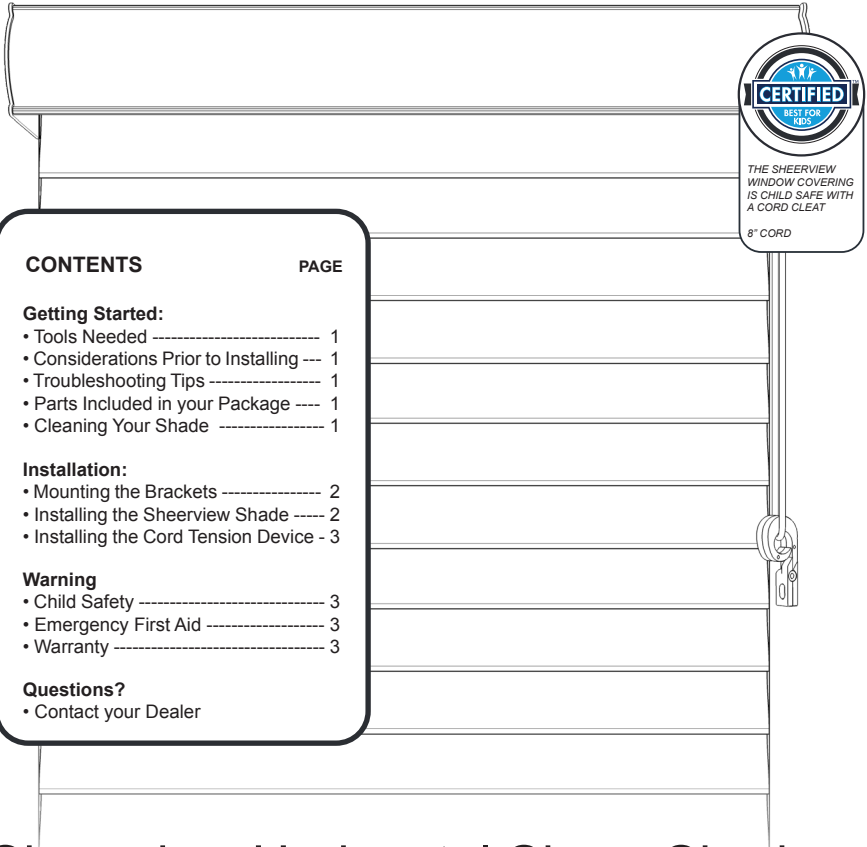 CERTIFIED™
BEST FOR
KIDS
THE SHEERVIEW
WINDOW COVERING
IS CHILD SAFE WITH
A CORD CLEAT
8" CORD
CONTENTS PAGE
Getting Started:
• Tools Needed --------------------------- 1
• Considerations Prior to Installing --- 1
• Troubleshooting Tips ------------------ 1
• Parts Included in your Package ---- 1
• Cleaning Your Shade ----------------- 1
Installation:
• Mounting the Brackets ---------------- 2
• Installing the Sheerview Shade ----- 2
• Installing the Cord Tension Device - 3
Warning
• Child Safety ------------------------------ 3
• Emergency First Aid ------------------- 3
• Warranty ---------------------------------- 3
Questions?
• Contact your Dealer